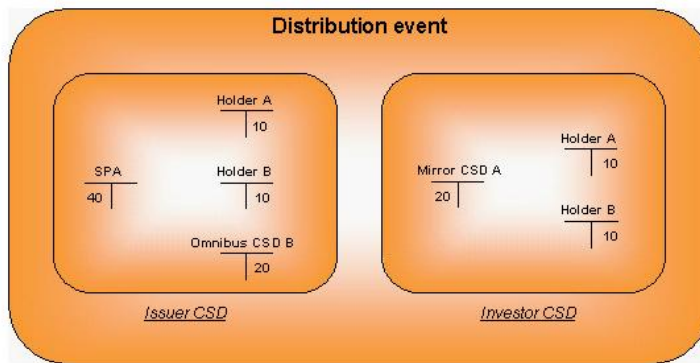 Distribution event
Holder A
10
SPA
40
Holder B
10
Omnibus CSD B
20
Issuer CSD
Mirror CSD A
20
Holder A
10
Holder B
10
Investor CSD